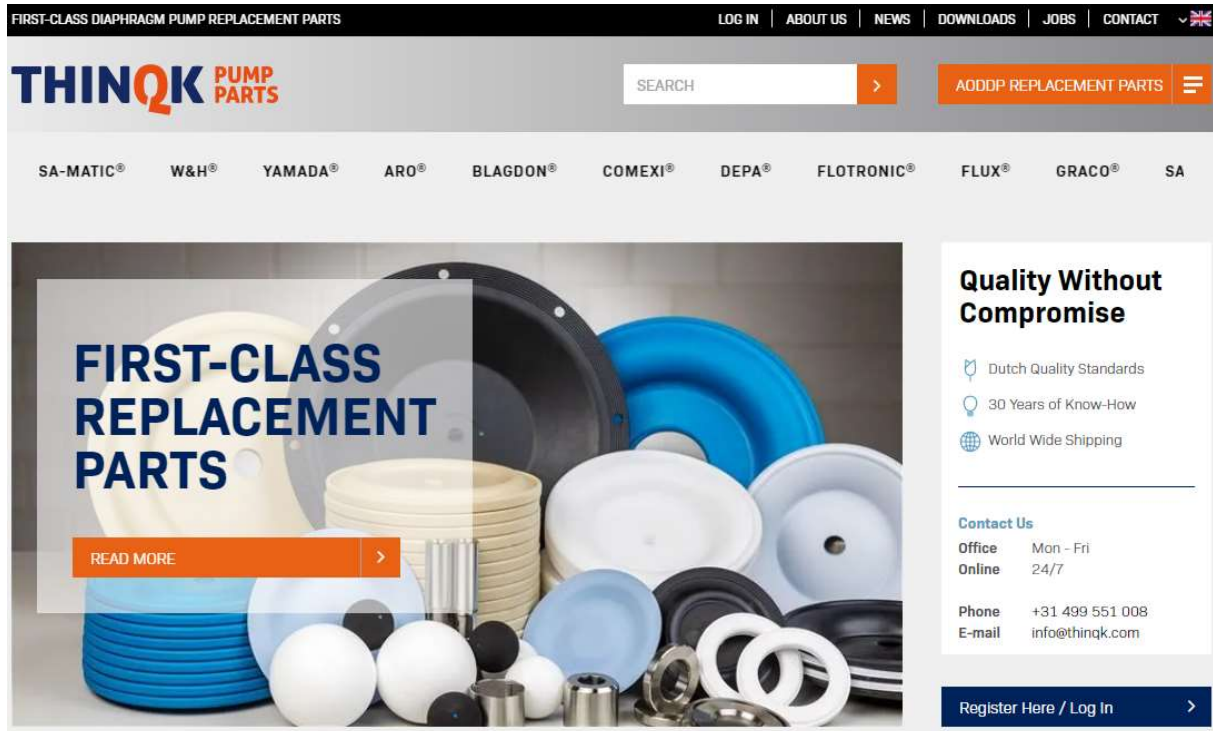 FIRST-CLASS DIAPHRAGM PUMP REPLACEMENT PARTS
LOG IN | ABOUT US | NEWS | DOWNLOADS | JOBS | CONTACT
THINQK PUMP PARTS
SEARCH
AODDP REPLACEMENT PARTS
SA-MATIC® W&H® YAMADA® ARO® BLAGDON® COMEXI® DEPA® FLOTRONIC® FLUX® GRACO® SA
FIRST-CLASS
REPLACEMENT
PARTS
READ MORE
Quality Without
Compromise
Dutch Quality Standards
30 Years of Know-How
World Wide Shipping
Contact Us
Office Mon - Fri
Online 24/7
Phone +31 499 551 008
E-mail info@thinqk.com
Register Here / Log In